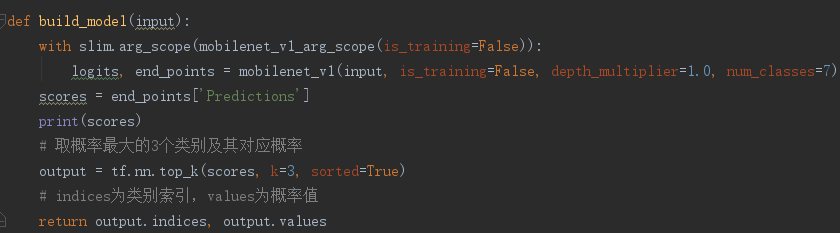 def build_model(input):
with slim.arg_scope(mobilenet_v1_arg_scope(is_training=False)):
logits, end_points = mobilenet_v1(input, is_training=False, depth_multiplier=1.0, num_classes=7)
scores = end_points['Predictions']
print(scores)
# 取概率最大的3个类别及其对应概率
output = tf.nn.top_k(scores, k=3, sorted=True)
# indices为类别索引，values为概率值
return output.indices, output.values